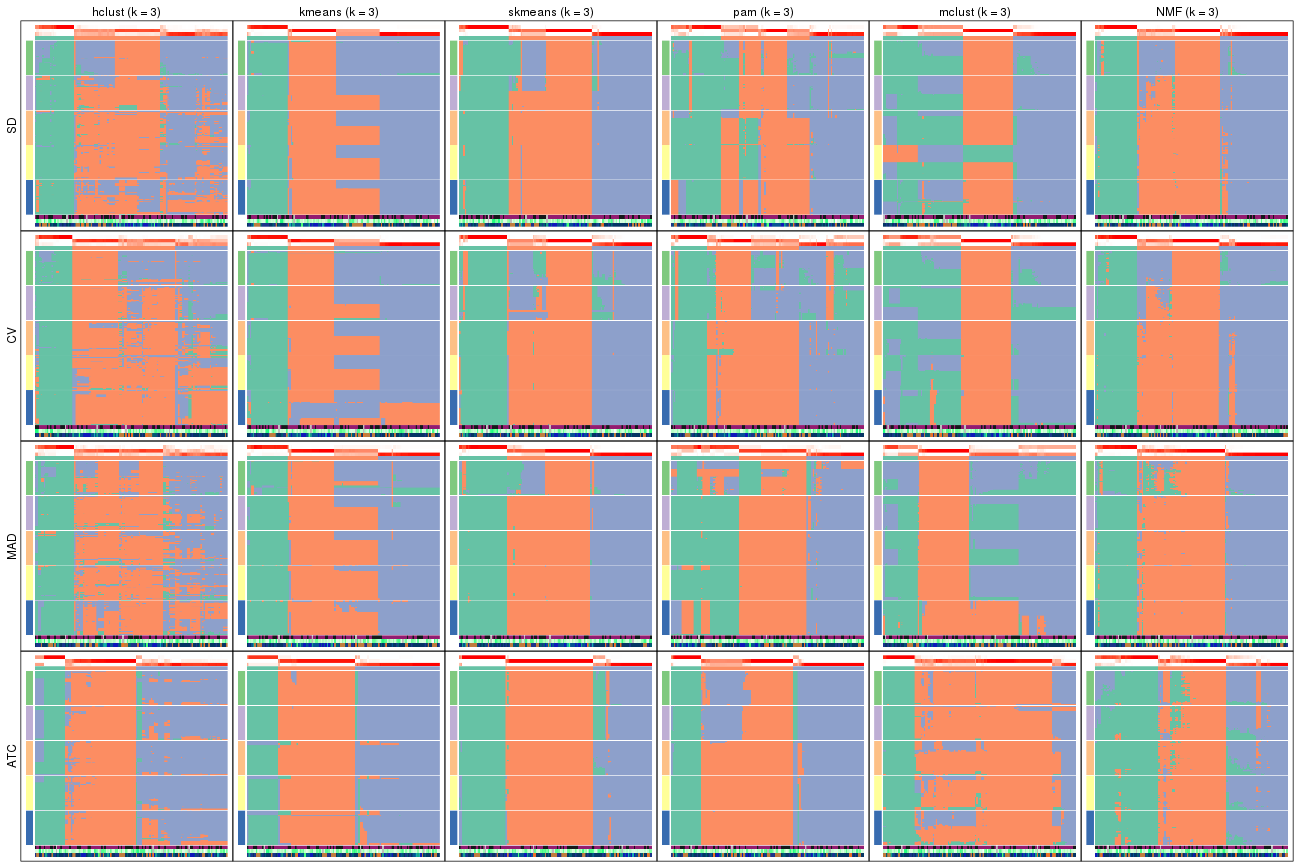 hclust (k = 3)
kmeans (k = 3)
skmeans (k = 3)
pam (k = 3)
mclust (k = 3)
NMF (k = 3)
SD
CV
MAD
ATC